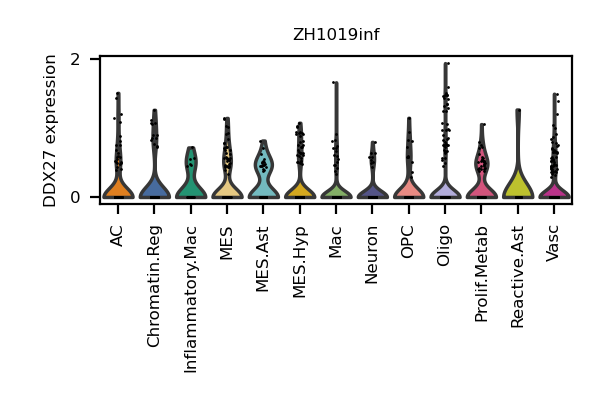 ZH1019inf
DDX27 expression
2
0
AC
Chromatin.Reg
Inflammatory.Mac
MES
MES.Ast
MES.Hyp
Mac
Neuron
OPC
Oligo
Prolif.Metab
Reactive.Ast
Vasc